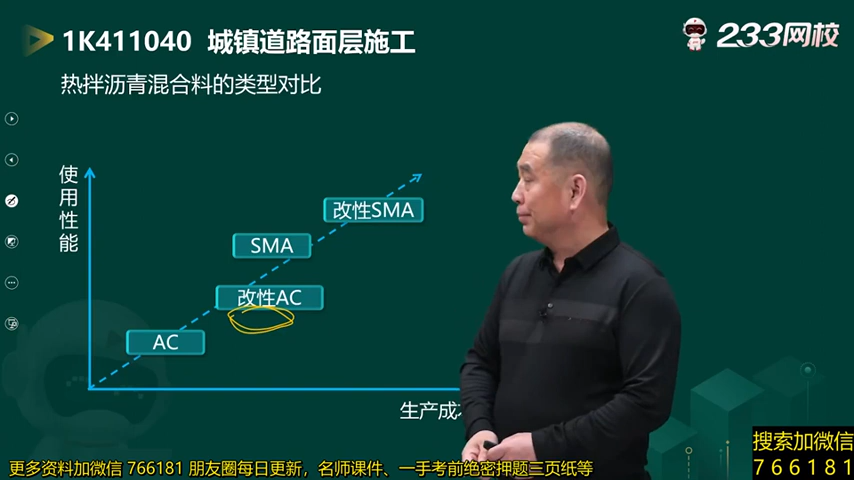 1K411040 城镇道路面层施工
233网校
热拌沥青混合料的类型对比
使用性能
改性SMA
SMA
改性AC
AC
生产成
搜索加微信
766181
更多资料加微信 766181 朋友圈每日更新，名师课件、一手考前绝密押题三页纸等